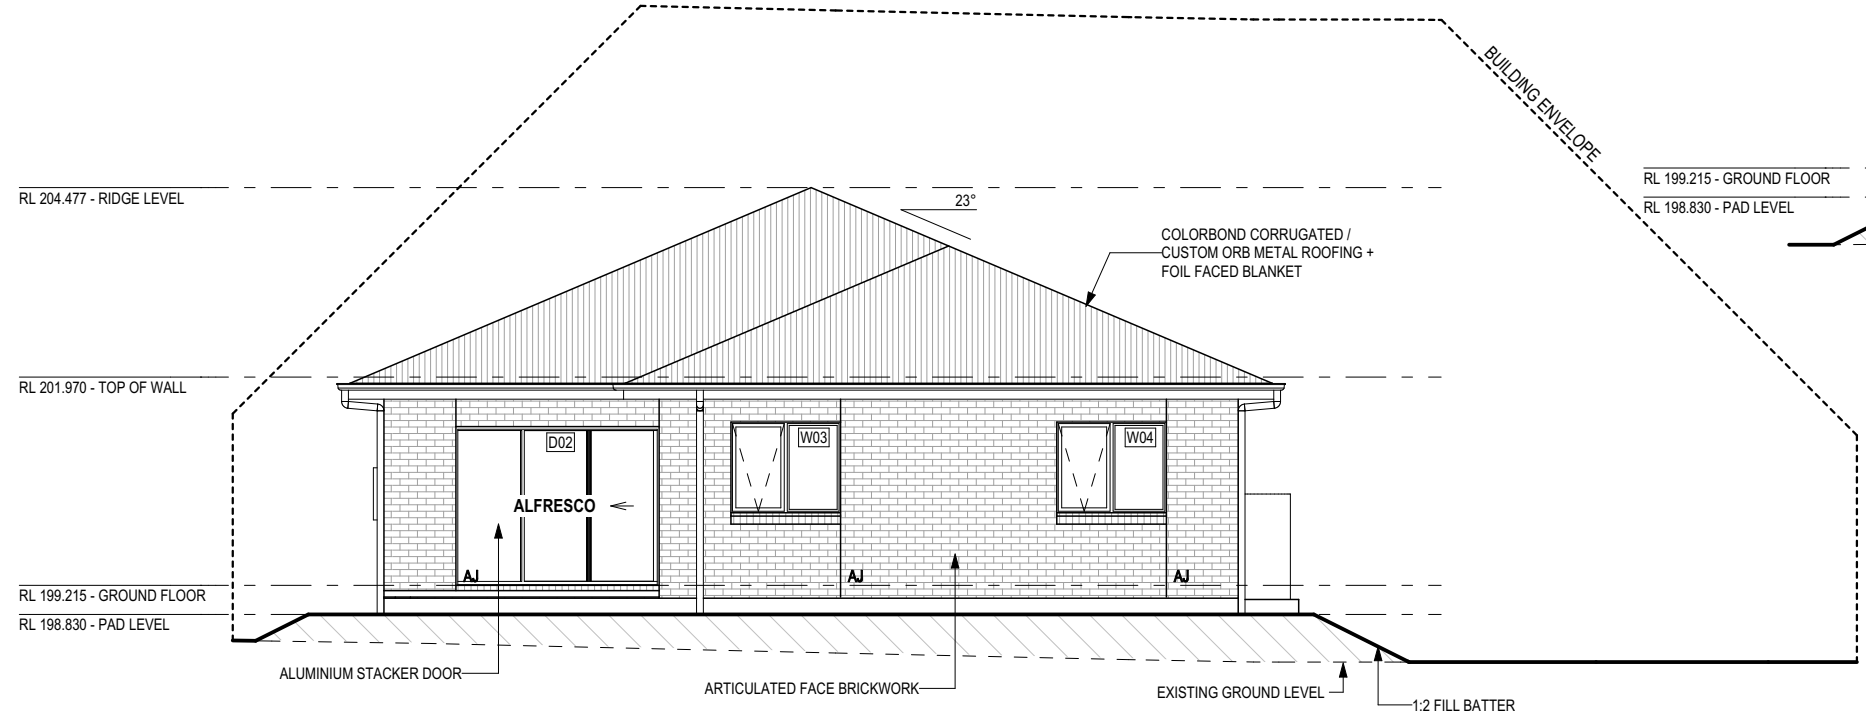 BUILDING ENVELOPE
RL 199.215 - GROUND FLOOR
RL 198.830 - PAD LEVEL
RL 204.477 - RIDGE LEVEL
23°
COLORBOND CORRUGATED /
CUSTOM ORB METAL ROOFING +
FOIL FACED BLANKET
RL 201.970 - TOP OF WALL
D02
W03
W04
ALFRESCO
AJ
AJ
AJ
RL 199.215 - GROUND FLOOR
RL 198.830 - PAD LEVEL
ALUMINIUM STACKER DOOR
ARTICULATED FACE BRICKWORK
EXISTING GROUND LEVEL
1:2 FILL BATTER